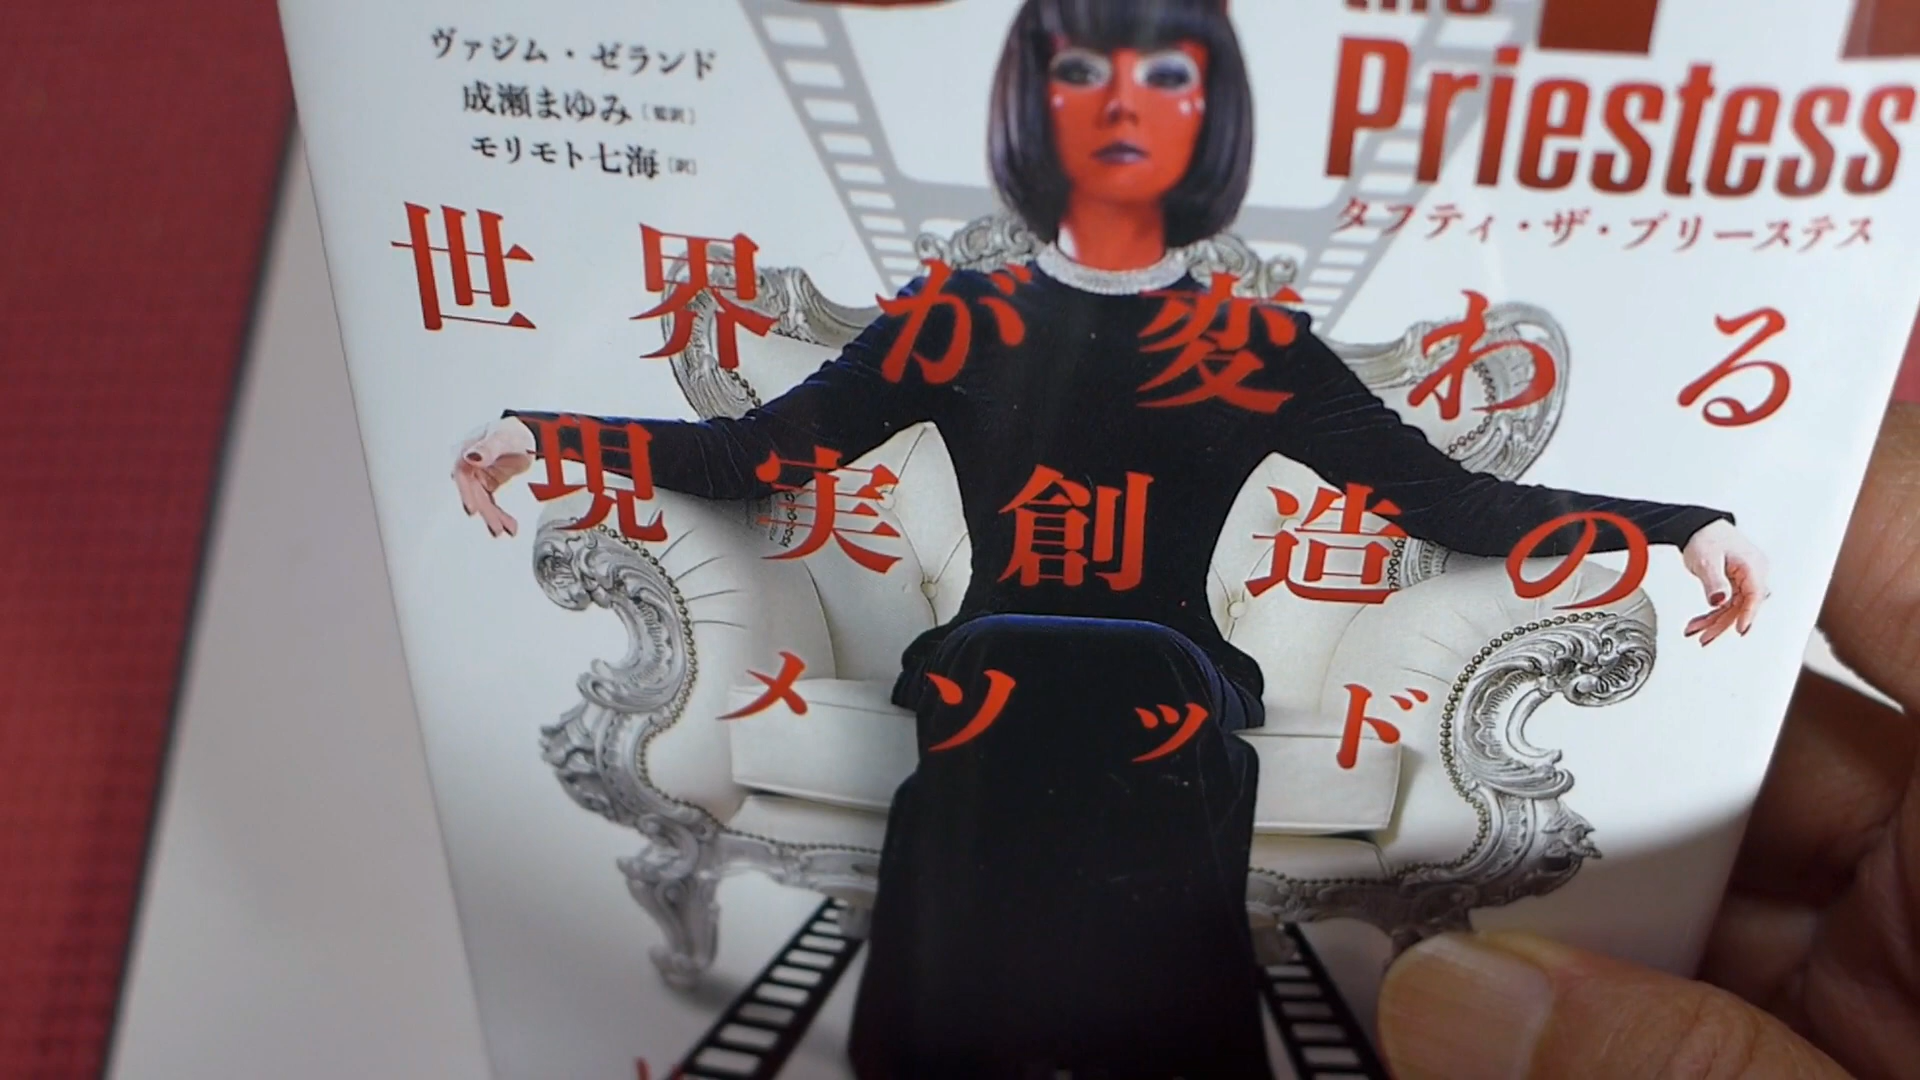 ヴァジム・ゼランド
成瀬まゆみ［監訳］
モリモト七海［訳］
the
Priestess
タフティ・ザ・プリーステス
世界が変わる
現実創造の
メソッド